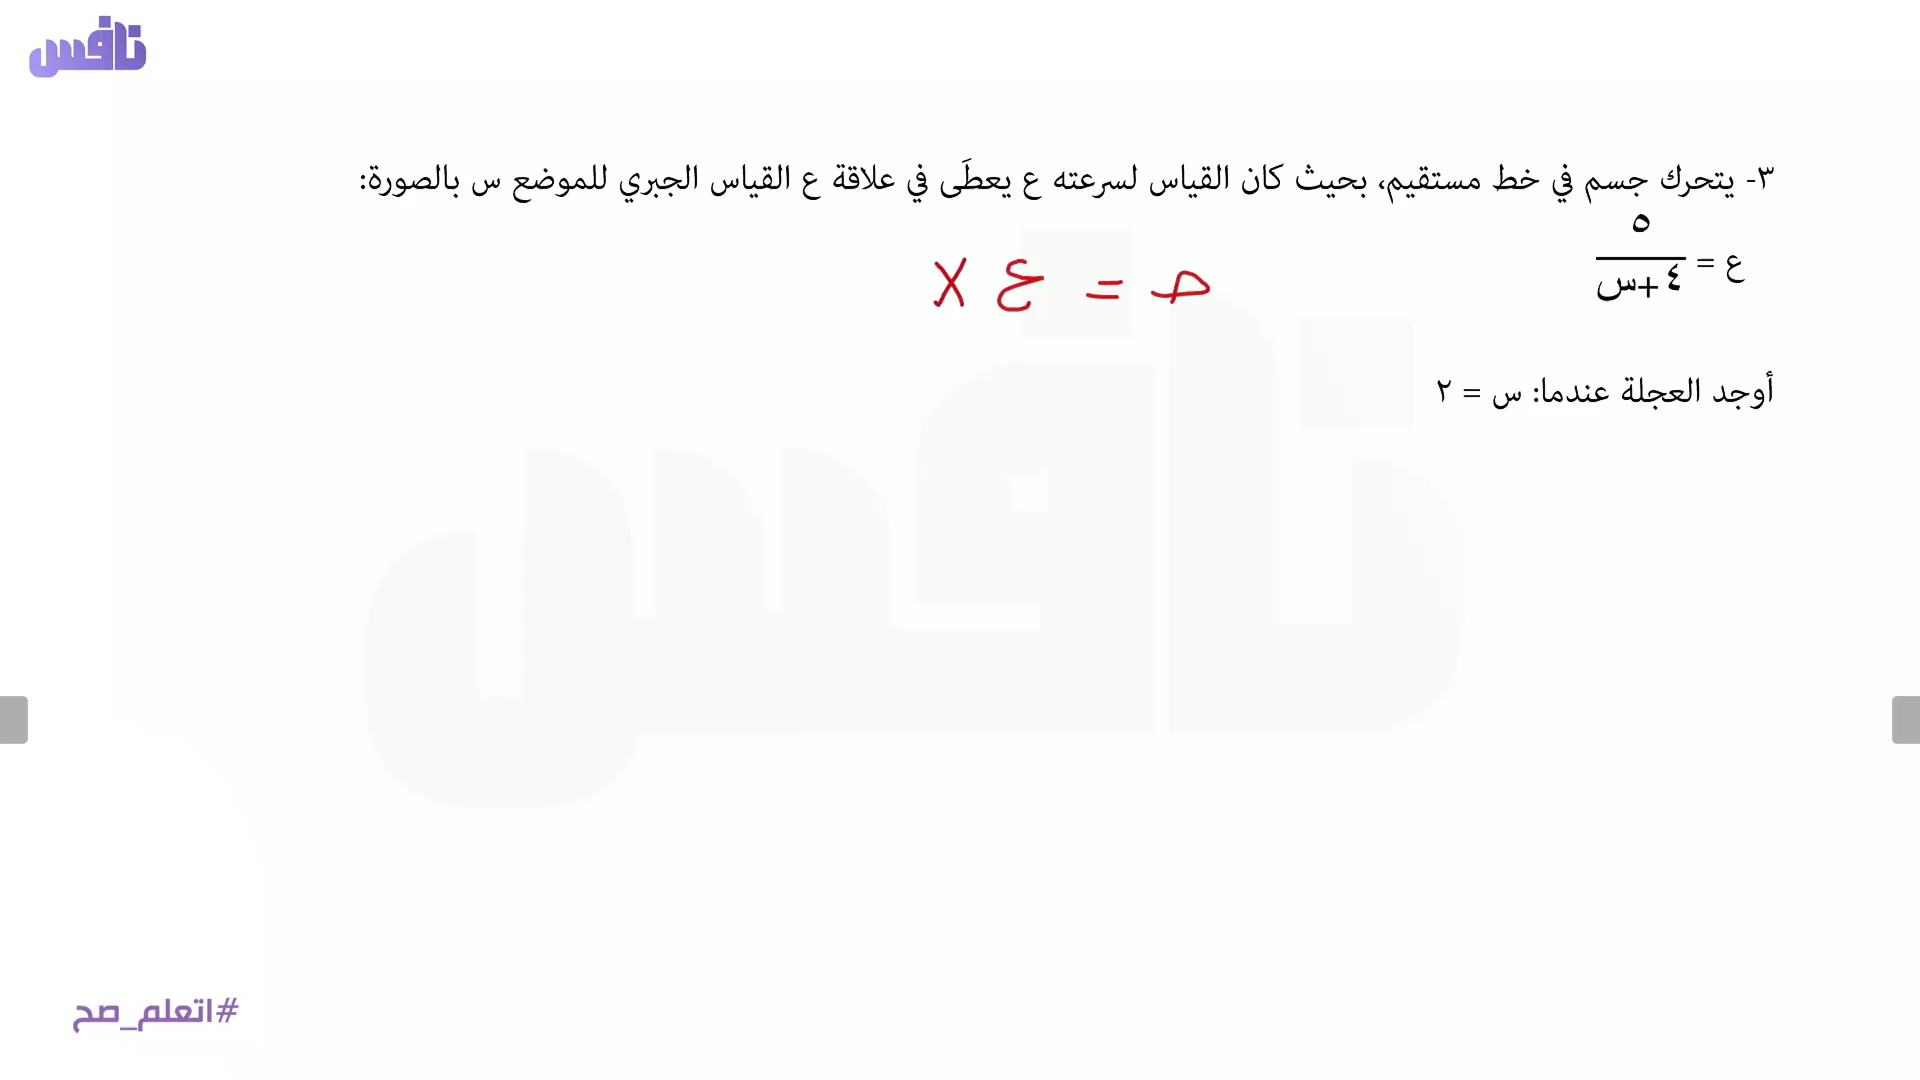 نافس
٣- يتحرك جسم في خط مستقيم، بحيث كان القياس لسرعته ع يعطَى في علاقة ع القياس الجبري للموضع س بالصورة:
ع = ٥ / ٤ + س
ح = ع ×
أوجد العجلة عندما: س = ٢
نافس
#اتعلم_صح